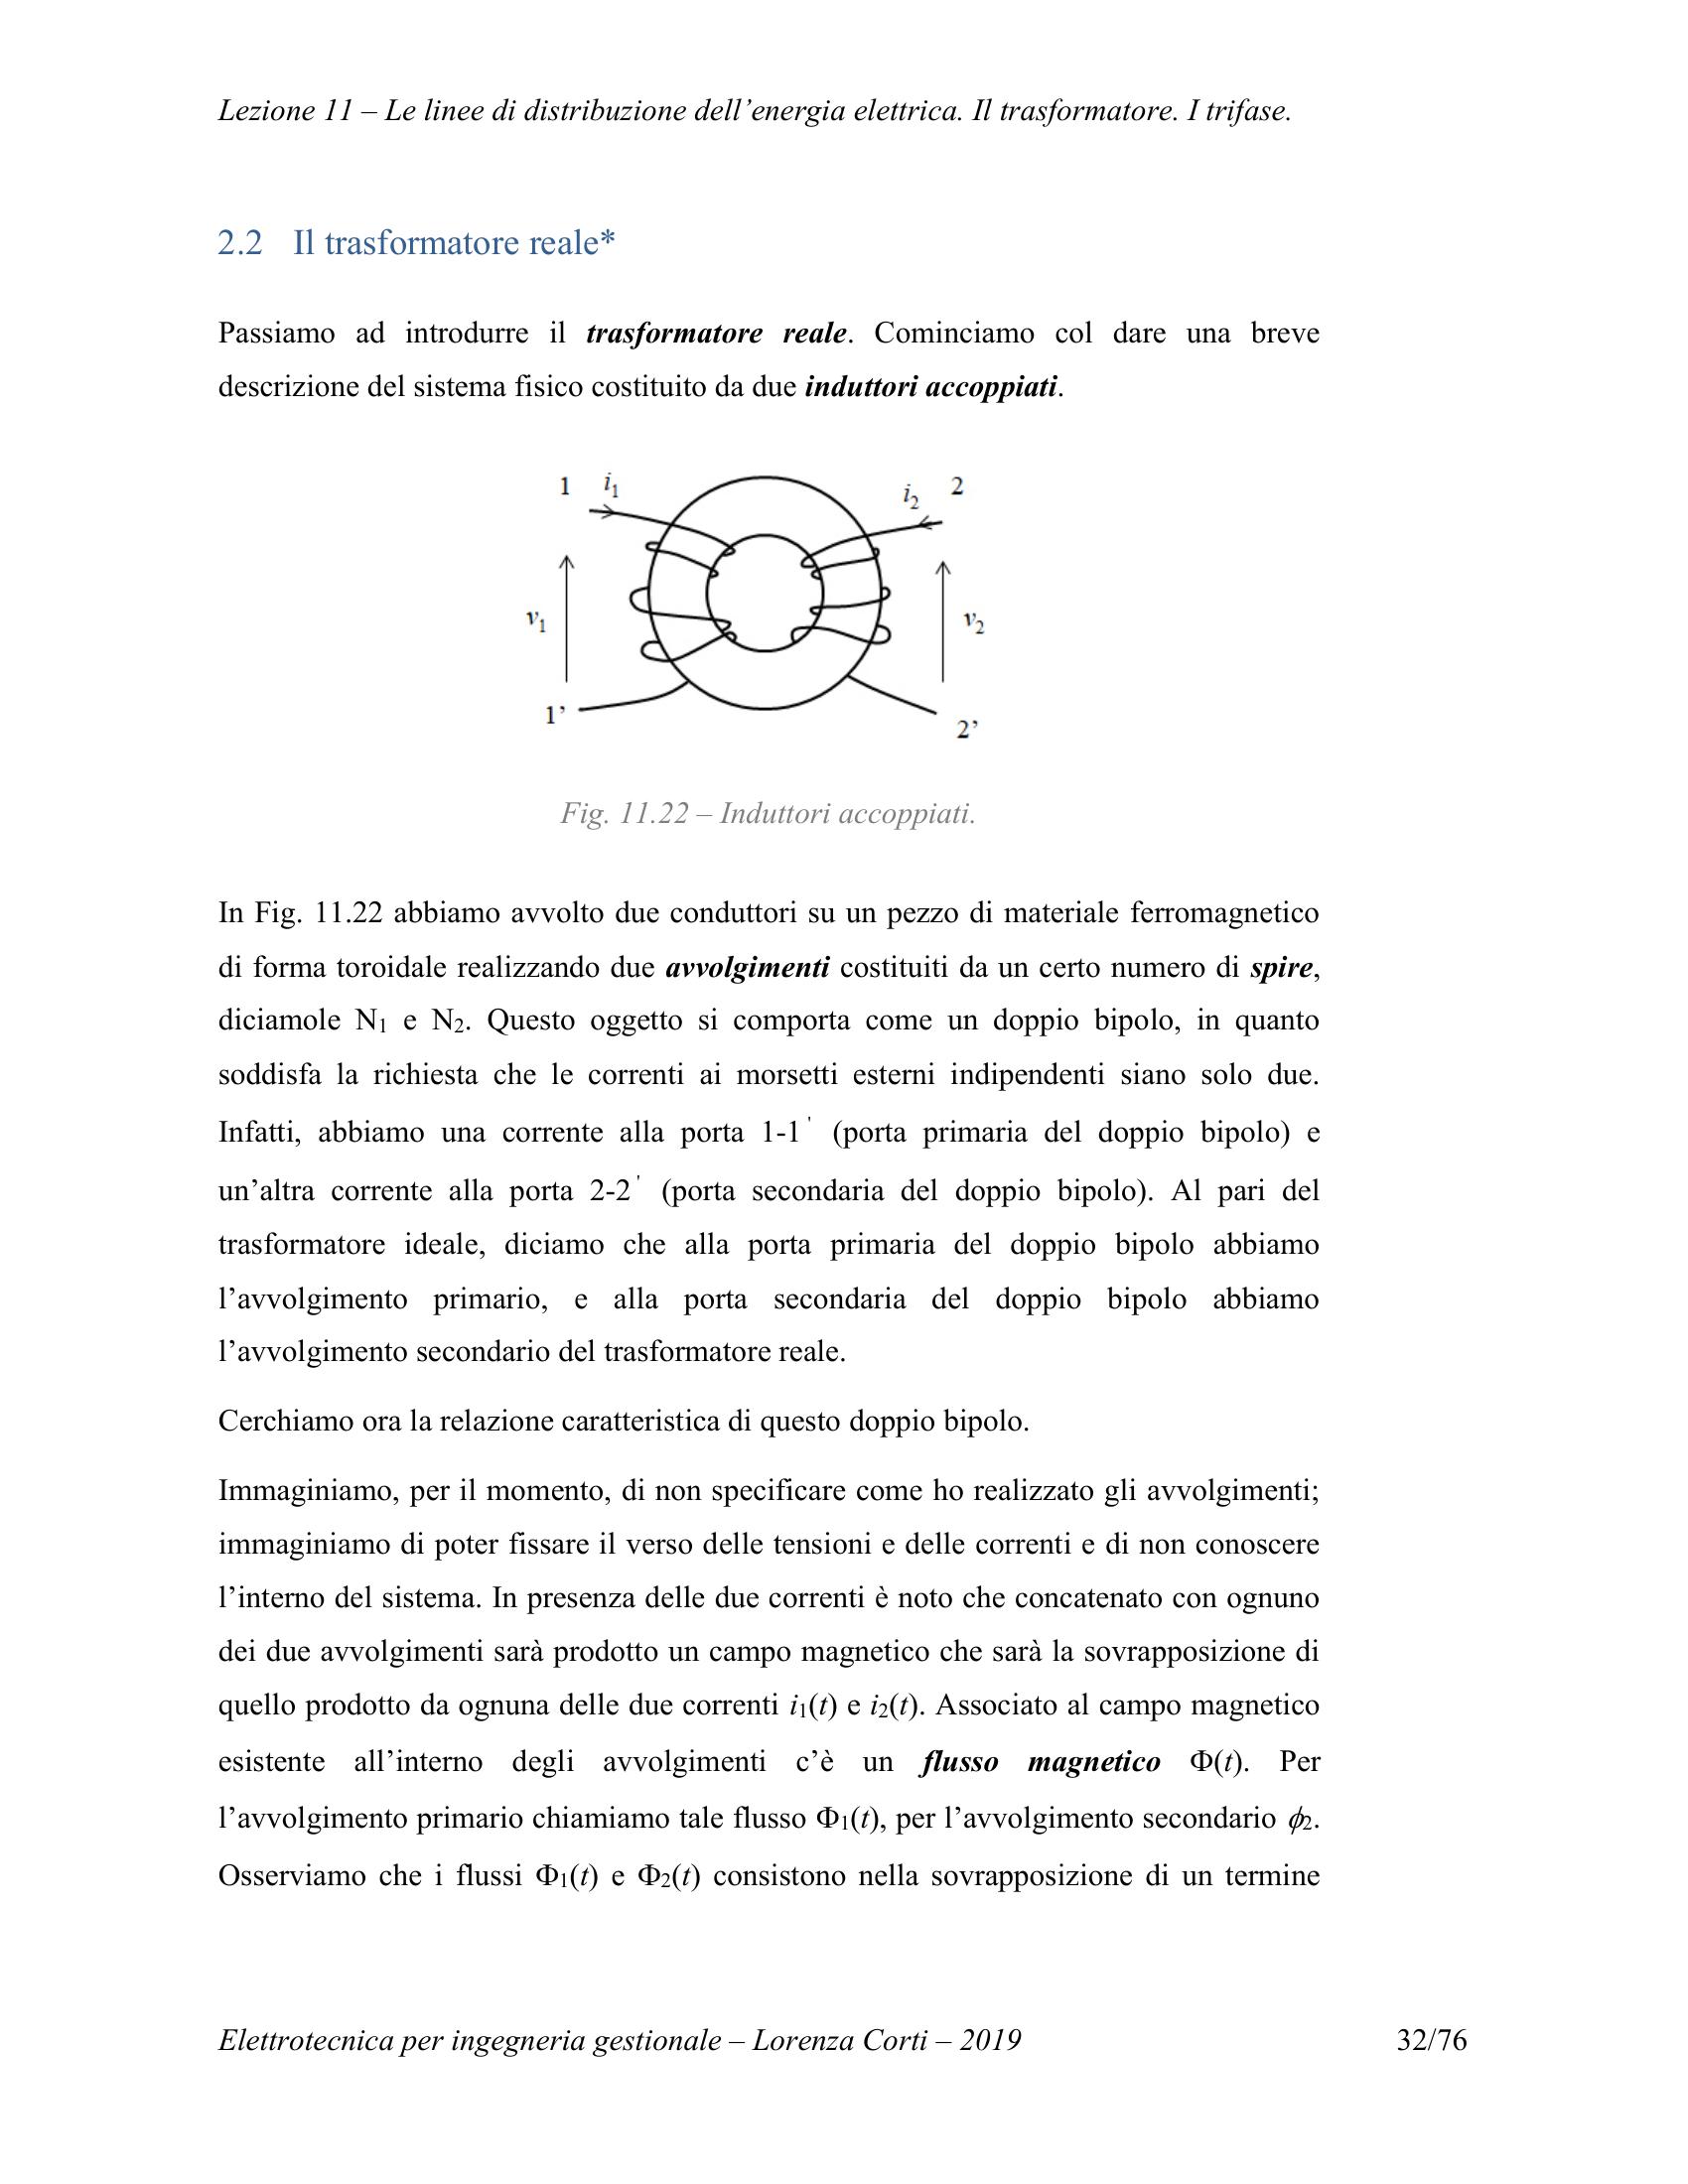 Lezione 11 – Le linee di distribuzione dell’energia elettrica. Il trasformatore. I trifase.
2.2 Il trasformatore reale*
Passiamo ad introdurre il trasformatore reale. Cominciamo col dare una breve
descrizione del sistema fisico costituito da due induttori accoppiati.
1 i1
i2 2
v1
v2
1’
2’
Fig. 11.22 – Induttori accoppiati.
In Fig. 11.22 abbiamo avvolto due conduttori su un pezzo di materiale ferromagnetico
di forma toroidale realizzando due avvolgimenti costituiti da un certo numero di spire,
diciamole N1 e N2. Questo oggetto si comporta come un doppio bipolo, in quanto
soddisfa la richiesta che le correnti ai morsetti esterni indipendenti siano solo due.
Infatti, abbiamo una corrente alla porta 1-1' (porta primaria del doppio bipolo) e
un’altra corrente alla porta 2-2' (porta secondaria del doppio bipolo). Al pari del
trasformatore ideale, diciamo che alla porta primaria del doppio bipolo abbiamo
l’avvolgimento primario, e alla porta secondaria del doppio bipolo abbiamo
l’avvolgimento secondario del trasformatore reale.
Cerchiamo ora la relazione caratteristica di questo doppio bipolo.
Immaginiamo, per il momento, di non specificare come ho realizzato gli avvolgimenti;
immaginiamo di poter fissare il verso delle tensioni e delle correnti e di non conoscere
l’interno del sistema. In presenza delle due correnti è noto che concatenato con ognuno
dei due avvolgimenti sarà prodotto un campo magnetico che sarà la sovrapposizione di
quello prodotto da ognuna delle due correnti i1(t) e i2(t). Associato al campo magnetico
esistente all’interno degli avvolgimenti c’è un flusso magnetico Φ(t). Per
l’avvolgimento primario chiamiamo tale flusso Φ1(t), per l’avvolgimento secondario ϕ2.
Osserviamo che i flussi Φ1(t) e Φ2(t) consistono nella sovrapposizione di un termine
Elettrotecnica per ingegneria gestionale – Lorenza Corti – 2019 32/76